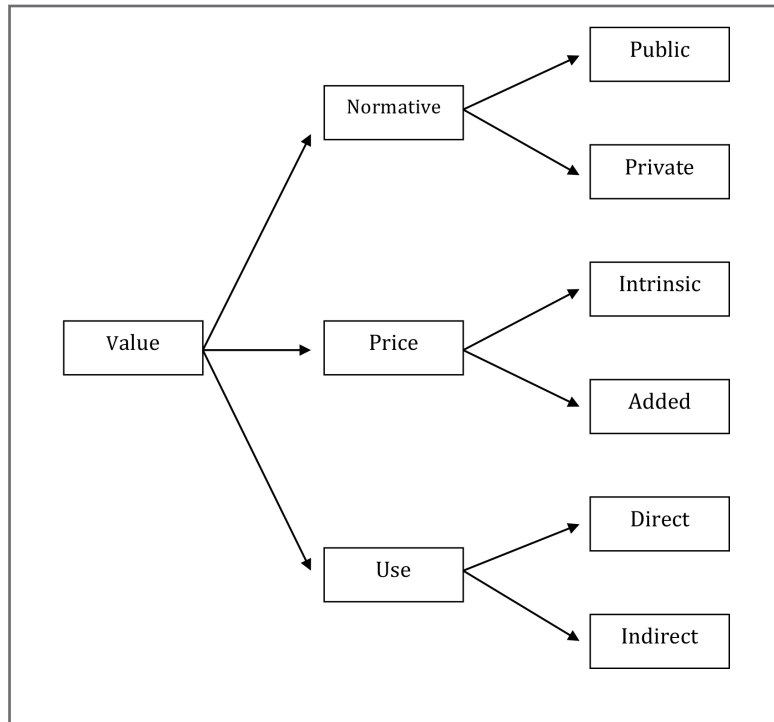 Value
Normative
Price
Use
Public
Private
Intrinsic
Added
Direct
Indirect